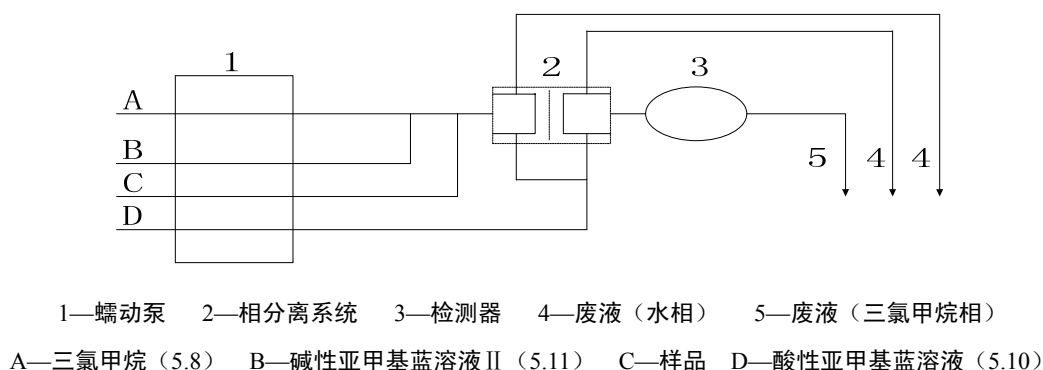 1
2
3
A
B
C
D
5 4 4
1—蠕动泵 2—相分离系统 3—检测器 4—废液（水相） 5—废液（三氯甲烷相）
A—三氯甲烷（5.8） B—碱性亚甲基蓝溶液Ⅱ（5.11） C—样品 D—酸性亚甲基蓝溶液（5.10）